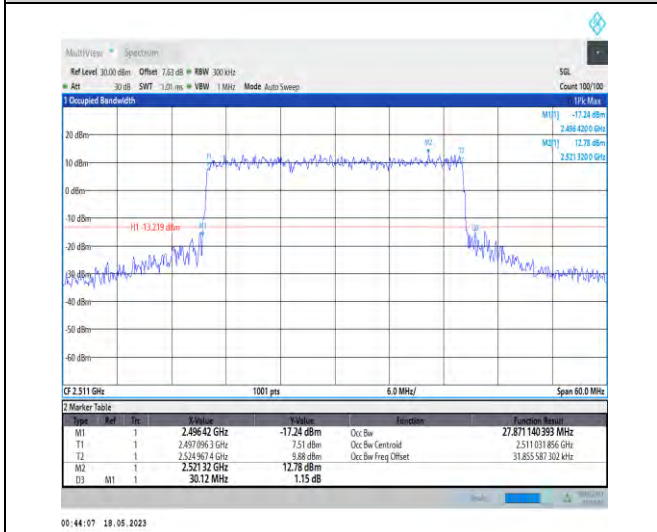 MultiView Spectrum
Ref Level 30.00 dBm Offset 7.63 dB RBW 300 kHz SGL
Att 30 dB SWT 1.01 ms VBW 1 MHz Mode Auto Sweep Count 100/100
1 Occupied Bandwidth 1Pk Max
M1[1] -17.24 dBm
2.496 420 0 GHz
20 dBm M2[1] 12.78 dBm
2.521 320 0 GHz
M2
T1 T2
10 dBm
0 dBm
-10 dBm
H1 -13.219 dBm M1 D3
-20 dBm
-30 dBm
-40 dBm
-50 dBm
-60 dBm
CF 2.511 GHz 1001 pts 6.0 MHz/ Span 60.0 MHz
2 Marker Table
Type Ref Trc X-Value Y-Value Function Function Result
M1 1 2.496 42 GHz -17.24 dBm Occ Bw 27.871 140 393 MHz
T1 1 2.497 096 3 GHz 7.51 dBm Occ Bw Centroid 2.511 031 856 GHz
T2 1 2.524 967 4 GHz 9.88 dBm Occ Bw Freq Offset 31.855 587 302 kHz
M2 1 2.521 32 GHz 12.78 dBm
D3 M1 1 30.12 MHz 1.15 dB
00:44:07 18.05.2023